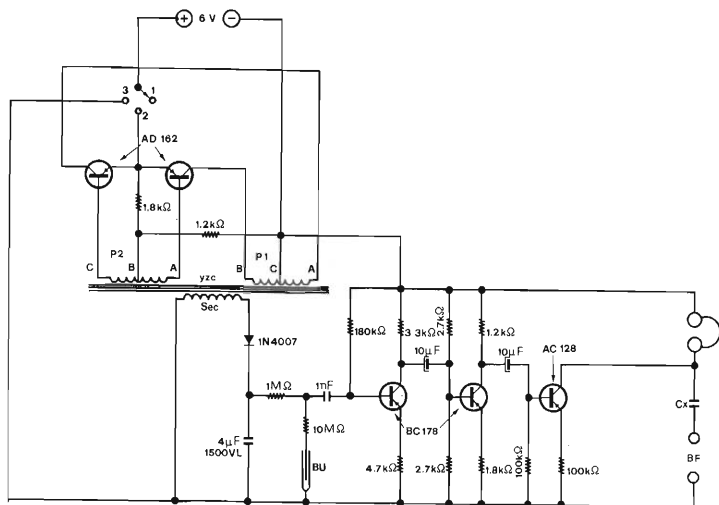 + 6 V −
3 1
2
AD 162
1.8kΩ
1.2kΩ
P2 P1
C B A B C A
yzc
Sec
1N4007
180kΩ
3 3kΩ
2.7kΩ
1.2kΩ
10µF
10µF
AC 128
1MΩ
1nF
BC178
Cx
10MΩ
4µF
1500VL
BU
4.7kΩ
2.7kΩ
1.8kΩ
100kΩ
100kΩ
BF